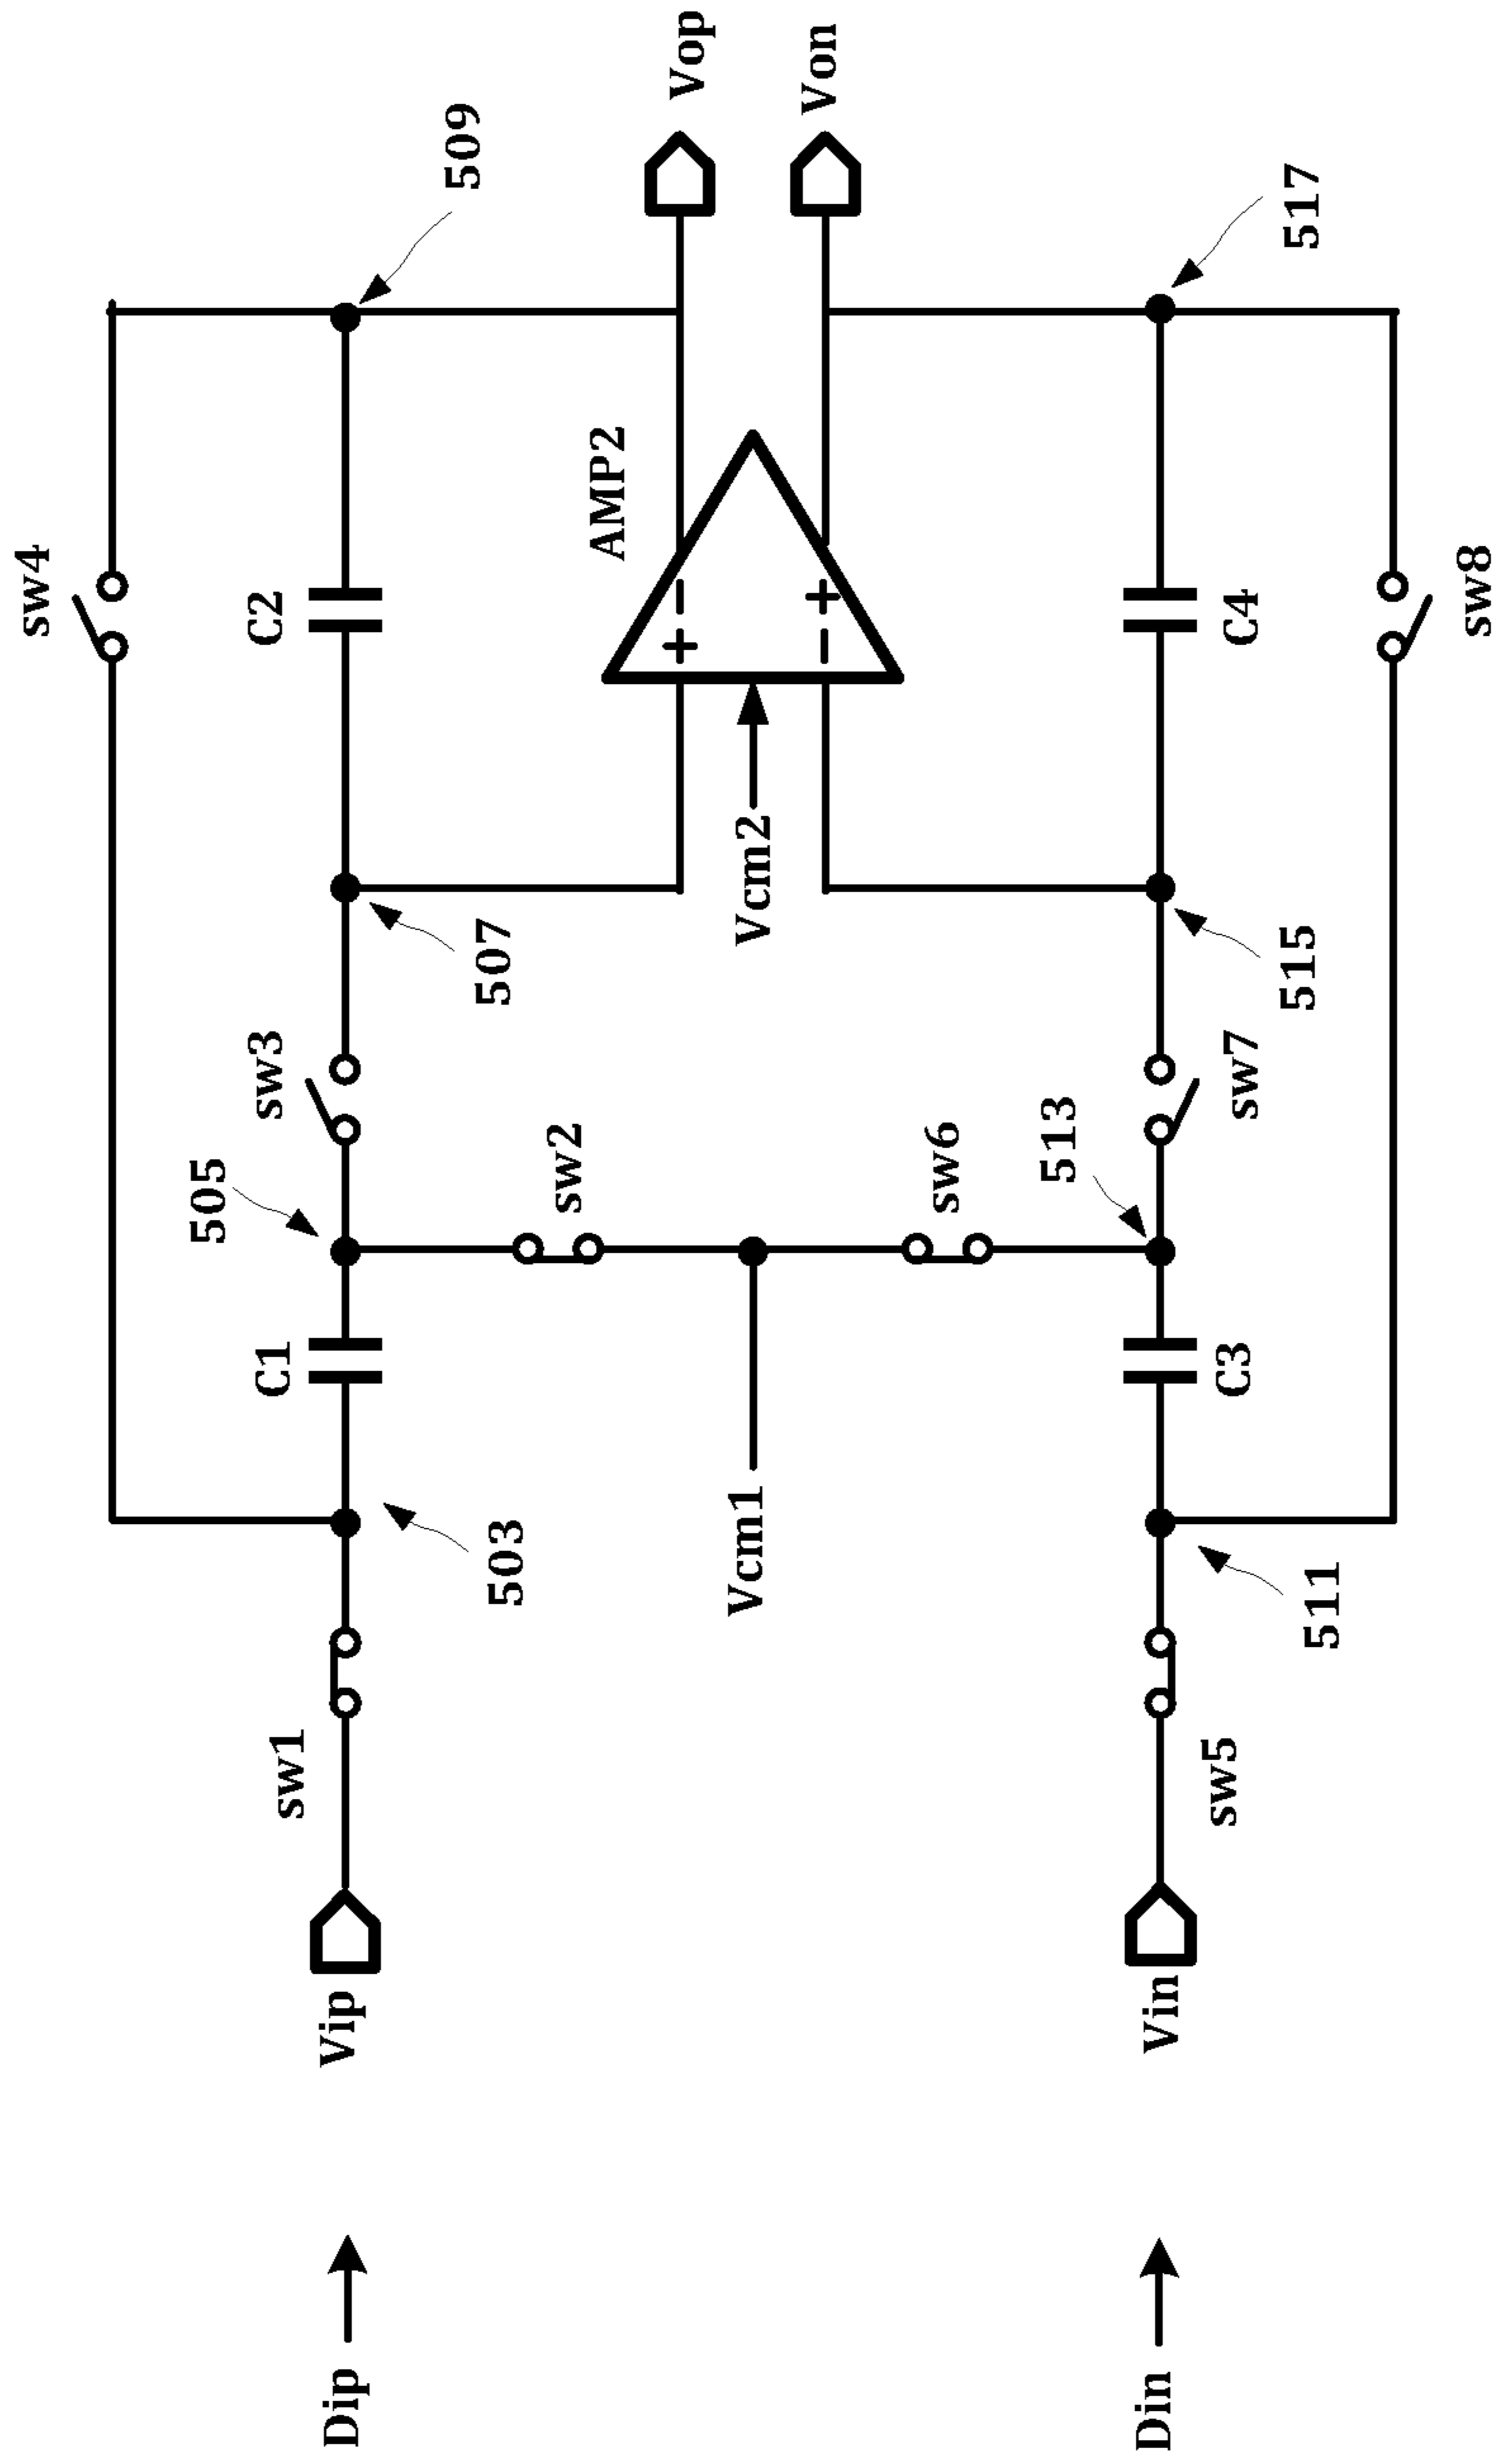 sw4
509
C2
Vop
505
sw3
507
AMP2
C1
sw2
503
sw1
Vip
Dip
Vcm1
Vcm2
+ −
− +
Von
sw6
513
C3
sw7
515
C4
517
sw5
511
Vin
Din
sw8